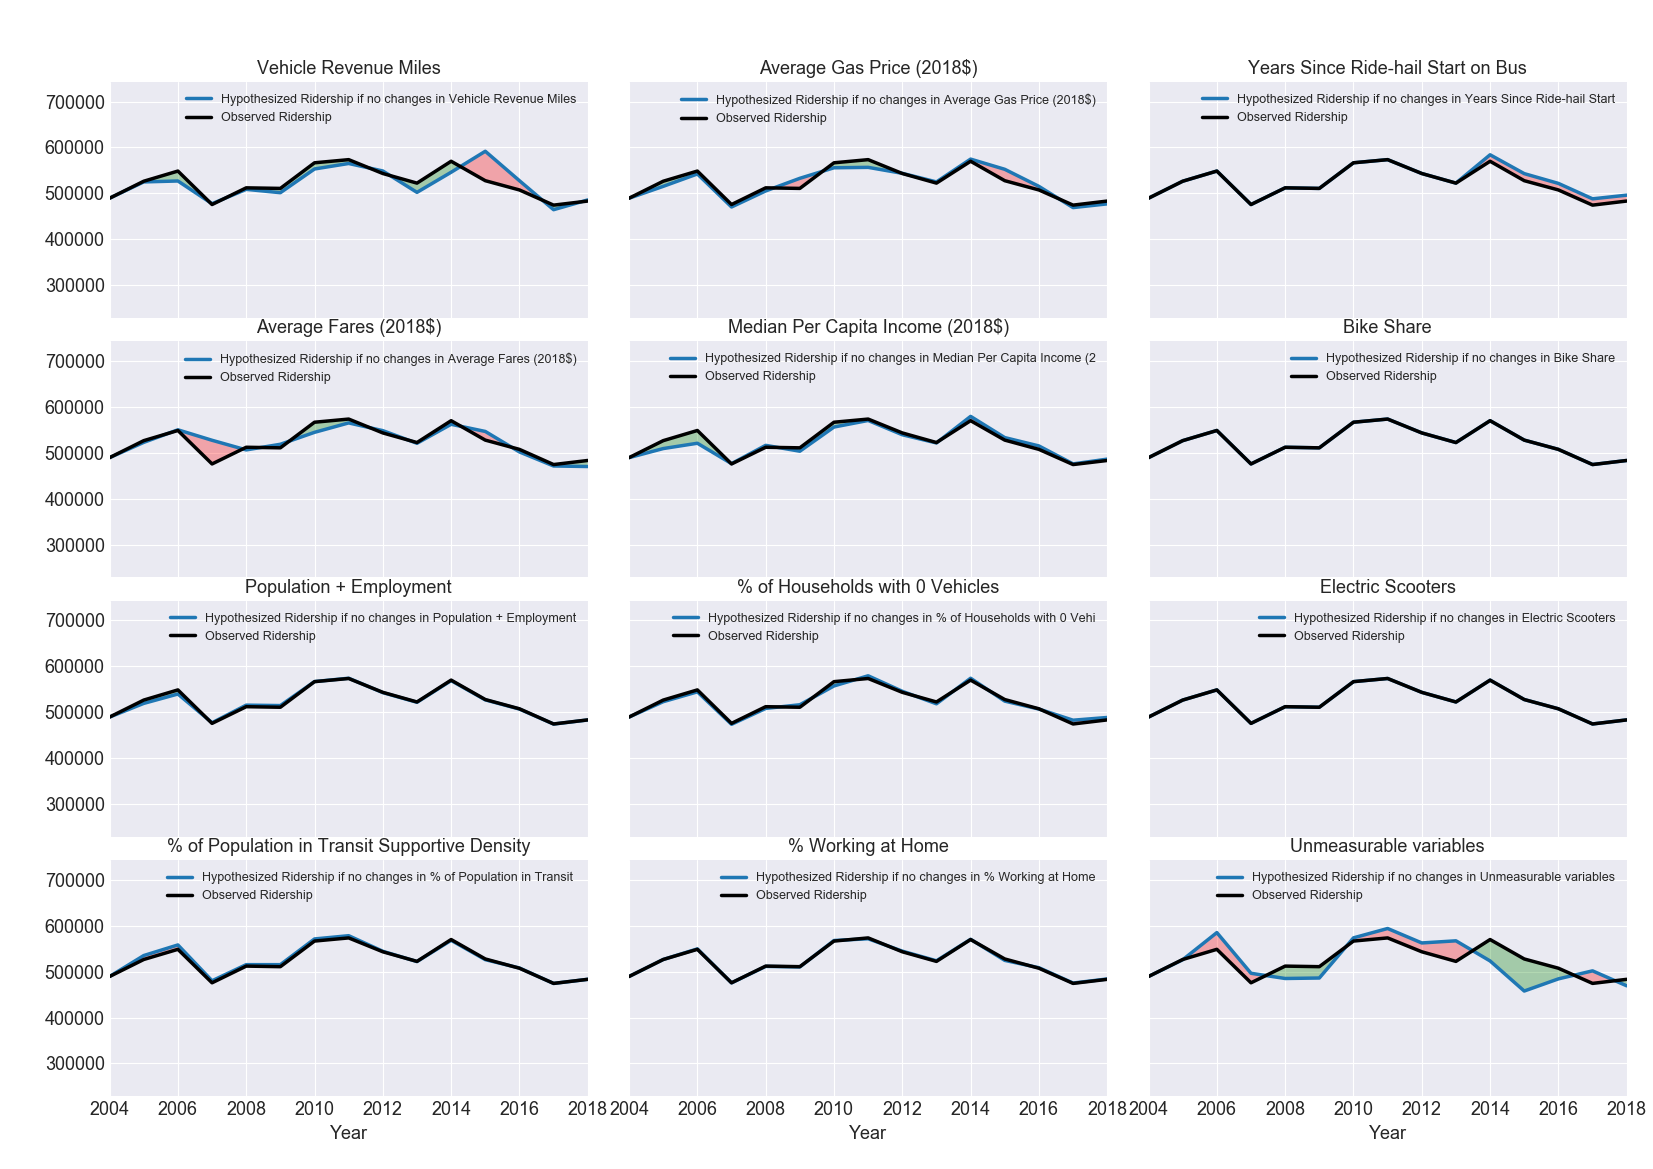 Vehicle Revenue Miles
Average Gas Price (2018$)
Years Since Ride-hail Start on Bus
700000
600000
500000
400000
300000
Hypothesized Ridership if no changes in Vehicle Revenue Miles
Observed Ridership
Hypothesized Ridership if no changes in Average Gas Price (2018$)
Observed Ridership
Hypothesized Ridership if no changes in Years Since Ride-hail Start
Observed Ridership
Average Fares (2018$)
Median Per Capita Income (2018$)
Bike Share
700000
600000
500000
400000
300000
Hypothesized Ridership if no changes in Average Fares (2018$)
Observed Ridership
Hypothesized Ridership if no changes in Median Per Capita Income (2
Observed Ridership
Hypothesized Ridership if no changes in Bike Share
Observed Ridership
Population + Employment
% of Households with 0 Vehicles
Electric Scooters
700000
600000
500000
400000
300000
Hypothesized Ridership if no changes in Population + Employment
Observed Ridership
Hypothesized Ridership if no changes in % of Households with 0 Vehi
Observed Ridership
Hypothesized Ridership if no changes in Electric Scooters
Observed Ridership
% of Population in Transit Supportive Density
% Working at Home
Unmeasurable variables
700000
600000
500000
400000
300000
Hypothesized Ridership if no changes in % of Population in Transit
Observed Ridership
Hypothesized Ridership if no changes in % Working at Home
Observed Ridership
Hypothesized Ridership if no changes in Unmeasurable variables
Observed Ridership
2004 2006 2008 2010 2012 2014 2016 2018
2004 2006 2008 2010 2012 2014 2016 2018
2004 2006 2008 2010 2012 2014 2016 2018
Year
Year
Year